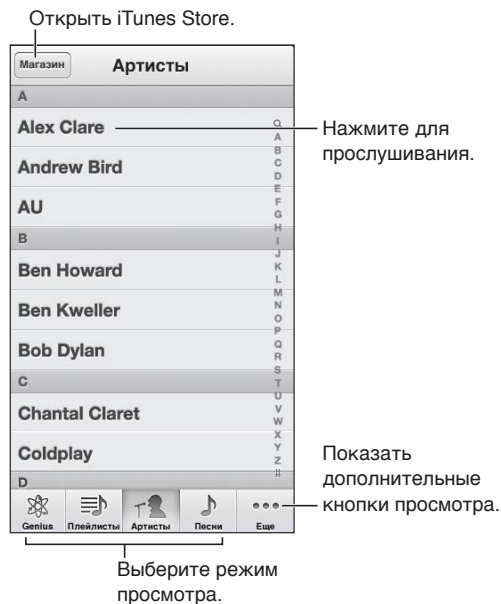 Открыть iTunes Store.
Магазин
Артисты
A
Alex Clare
Andrew Bird
AU
B
Ben Howard
Ben Kweller
Bob Dylan
C
Chantal Claret
Coldplay
D
A
B
C
D
E
F
G
H
I
J
K
L
M
N
O
P
Q
R
S
T
U
V
W
X
Y
Z
#
Нажмите для
прослушивания.
Показать
дополнительные
кнопки просмотра.
Genius
Плейлисты
Артисты
Песни
Еще
Выберите режим
просмотра.